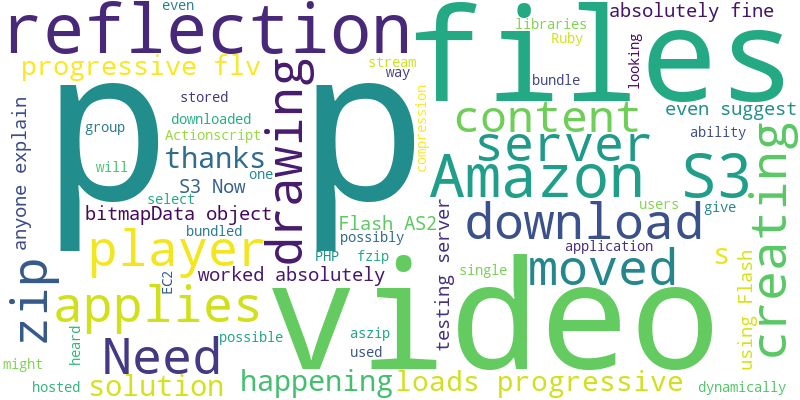 even
reflection
files
absolutely fine
libraries
Ruby
looking
progressive flv
stream
way
bundle
p p
drawing
compression
stored
content
even suggest
anyone explain
group
downloaded
Actionscript
server
ability
creating
thanks
will
one
S3 Now
Amazon S3
select
users
give
bitmapData object
Flash AS2
download
bundled
possibly
testing server
application
player
PHP fzip
s
zip
worked absolutely
EC2
single
moved
using Flash
applies
video
possible
aszip
heard
Need
used
might
hosted
solution
happening
loads progressive
dynamically